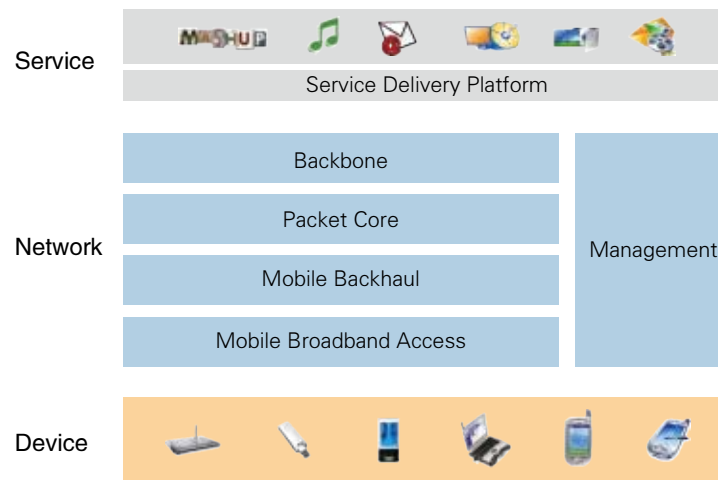 Service
MASHUP
Service Delivery Platform
Network
Backbone
Packet Core
Mobile Backhaul
Mobile Broadband Access
Management
Device